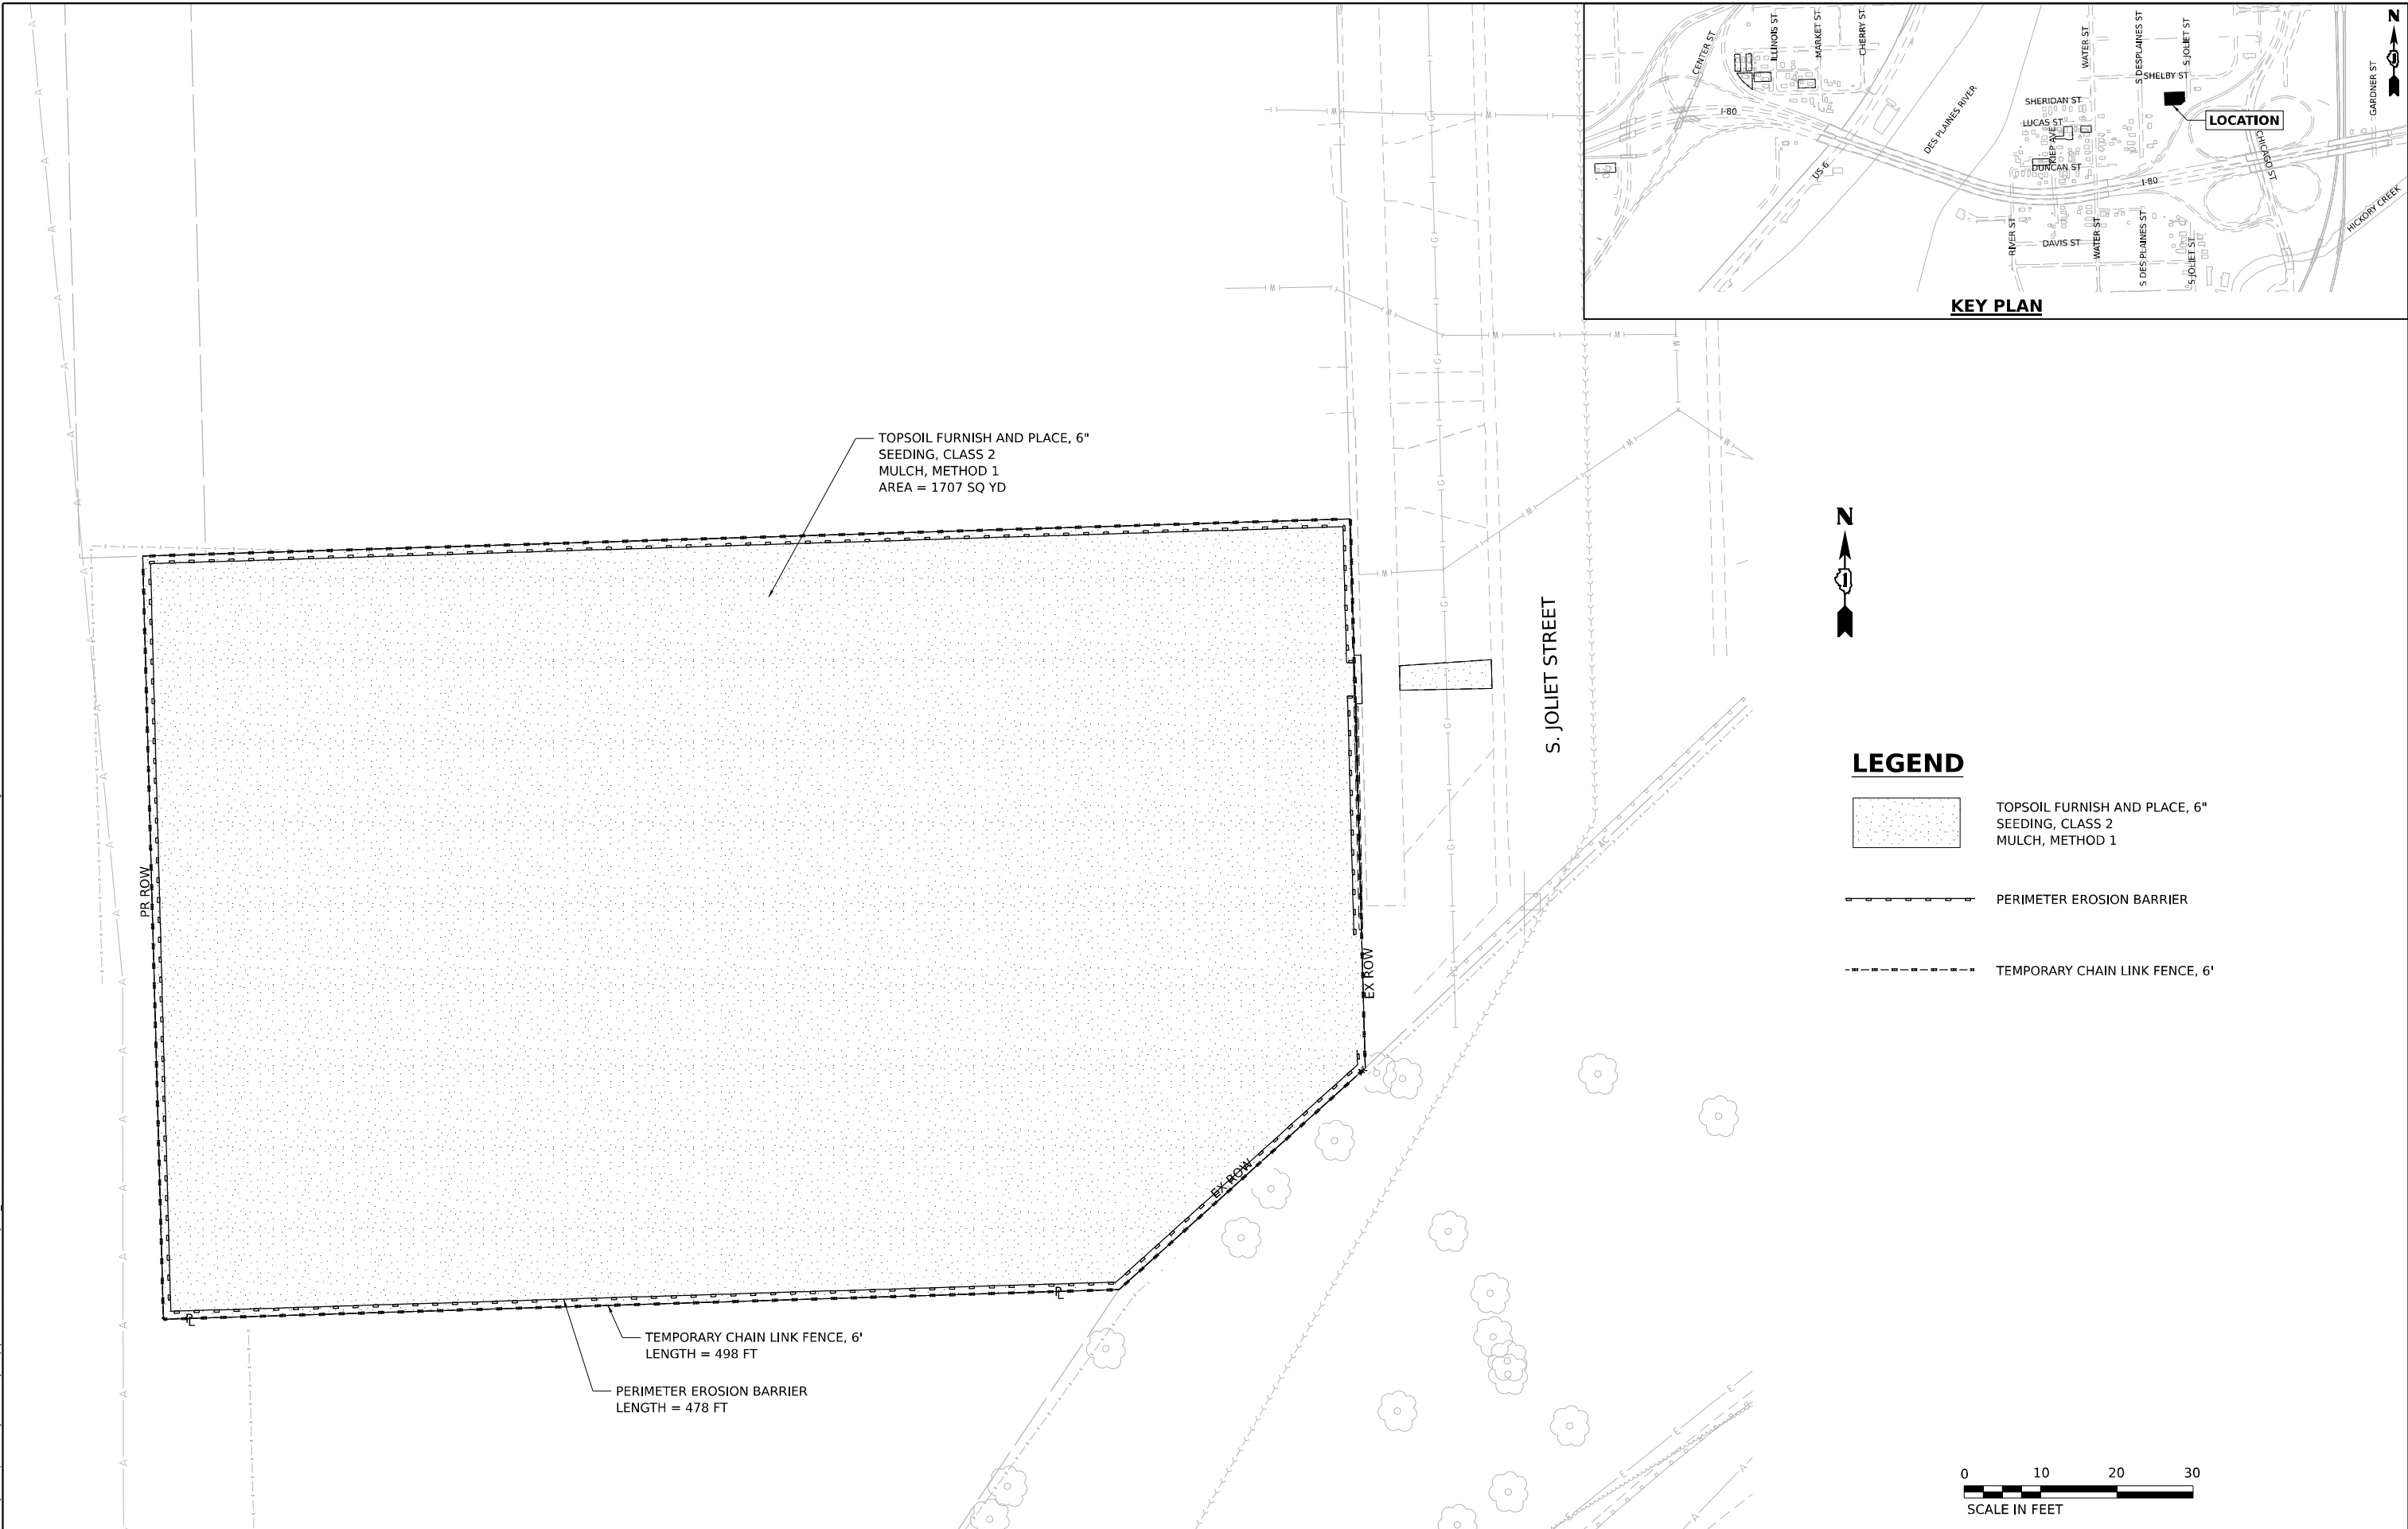 CENTER ST
ILLINOIS ST
MARKET ST
CHERRY ST
I-80
US-6
DES PLAINES RIVER
WATER ST
S DESPLAINES ST
S JOLIET ST
SHELBY ST
SHERIDAN ST
LUCAS ST
KIEP AVE
DUNCAN ST
LOCATION
CHICAGO ST
GARDNER ST
N
I-80
HICKORY CREEK
RIVER ST
DAVIS ST
WATER ST
S DES PLAINES ST
S JOLIET ST
KEY PLAN
TOPSOIL FURNISH AND PLACE, 6"
SEEDING, CLASS 2
MULCH, METHOD 1
AREA = 1707 SQ YD
N
S. JOLIET STREET
PR ROW
EX ROW
EX ROW
AC
PL
PL
TEMPORARY CHAIN LINK FENCE, 6'
LENGTH = 498 FT
PERIMETER EROSION BARRIER
LENGTH = 478 FT
LEGEND
TOPSOIL FURNISH AND PLACE, 6"
SEEDING, CLASS 2
MULCH, METHOD 1
PERIMETER EROSION BARRIER
TEMPORARY CHAIN LINK FENCE, 6'
0 10 20 30
SCALE IN FEET